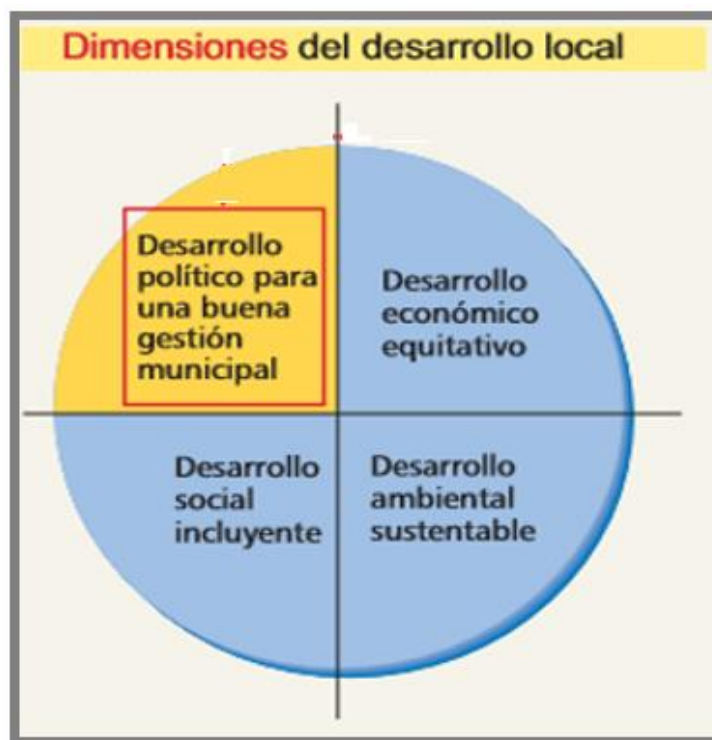 Dimensiones del desarrollo local
Desarrollo
político para
una buena
gestión
municipal
Desarrollo
económico
equitativo
Desarrollo
social
incluyente
Desarrollo
ambiental
sustentable